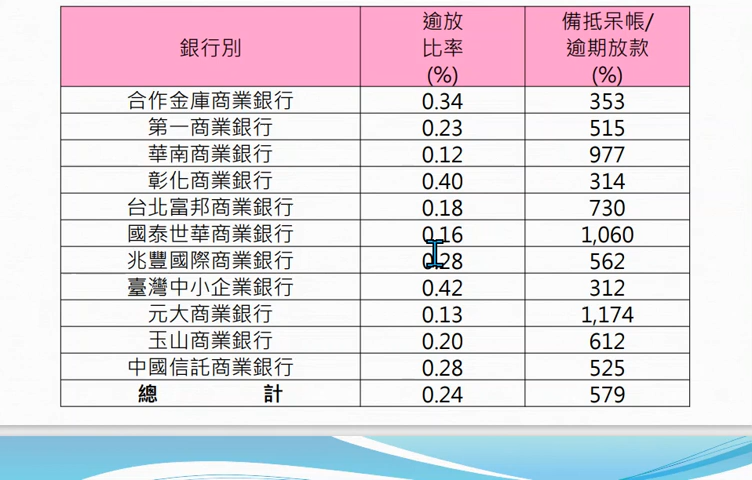 銀行別 逾放比率(%) 備抵呆帳/逾期放款(%)
合作金庫商業銀行 0.34 353
第一商業銀行 0.23 515
華南商業銀行 0.12 977
彰化商業銀行 0.40 314
台北富邦商業銀行 0.18 730
國泰世華商業銀行 0.16 1,060
兆豐國際商業銀行 0.28 562
臺灣中小企業銀行 0.42 312
元大商業銀行 0.13 1,174
玉山商業銀行 0.20 612
中國信託商業銀行 0.28 525
總 計 0.24 579